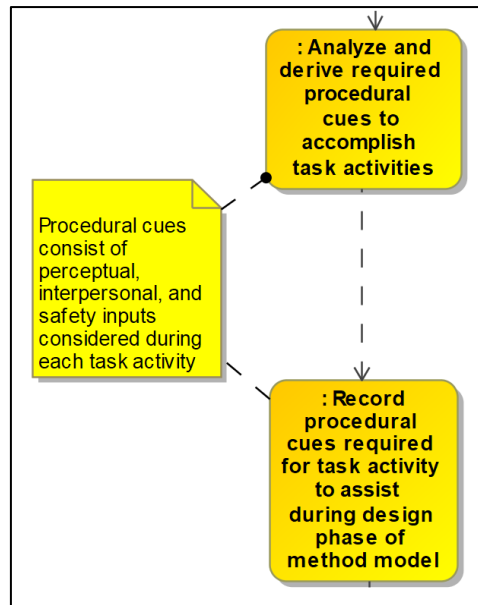 : Analyze and
derive required
procedural
cues to
accomplish
task activities
Procedural cues
consist of
perceptual,
interpersonal, and
safety inputs
considered during
each task activity
: Record
procedural
cues required
for task activity
to assist
during design
phase of
method model